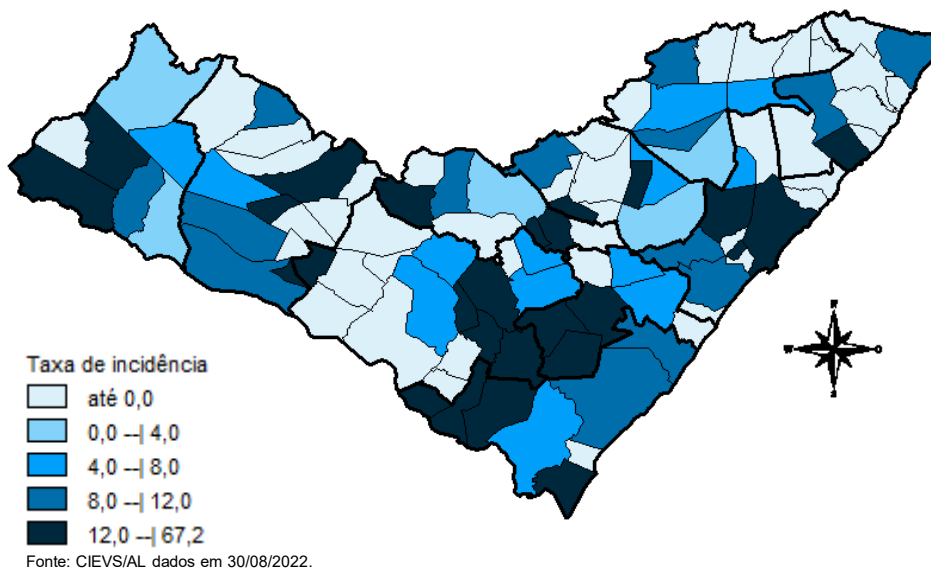 Taxa de incidência
até 0,0
0,0 --| 4,0
4,0 --| 8,0
8,0 --| 12,0
12,0 --| 67,2
Fonte: CIEVS/AL dados em 30/08/2022.